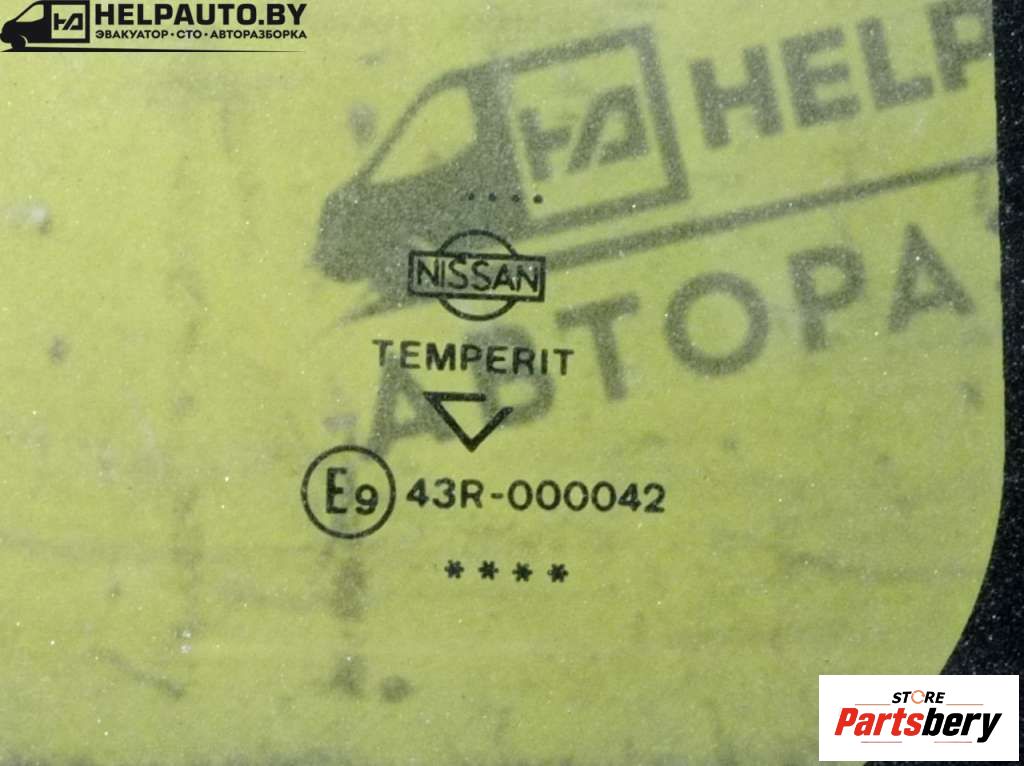 HELPAUTO.BY
ЭВАКУАТОР · СТО · АВТОРАЗБОРКА
HELP
АВТОРА
NISSAN
TEMPERIT
E9 43R-000042
****
STORE
Partsbery